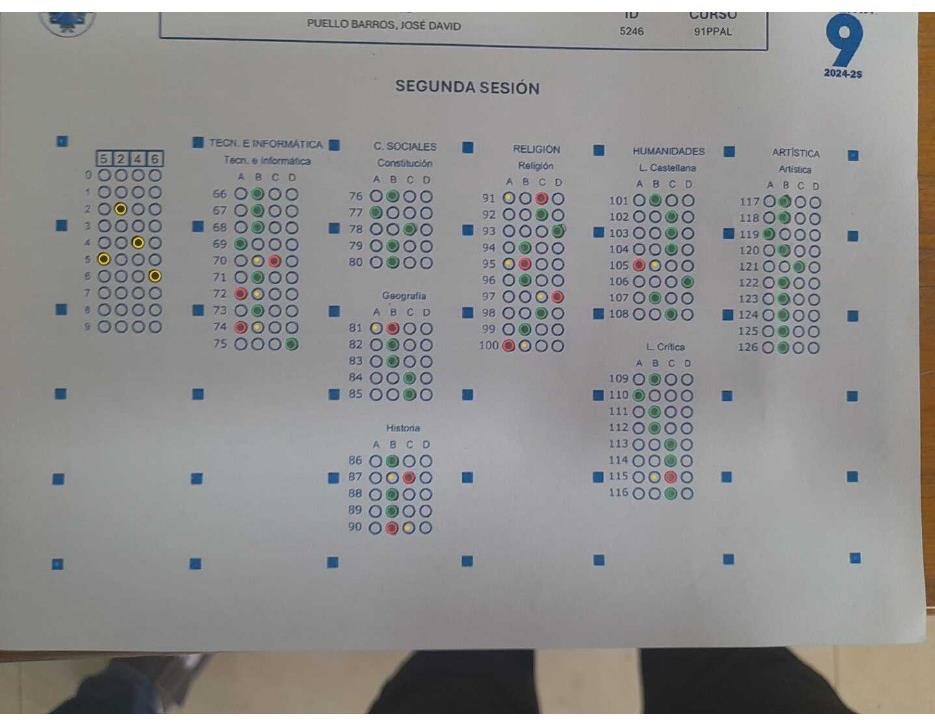 ID CURSO
PUELLO BARROS, JOSÉ DAVID 5246 91PPAL
9
2024-2S
SEGUNDA SESIÓN
5 2 4 6
0
1
2
3
4
5
6
7
8
9
TECN. E INFORMÁTICA
Tecn. e Informática
A B C D
66
67
68
69
70
71
72
73
74
75
C. SOCIALES
Constitución
A B C D
76
77
78
79
80
Geografía
A B C D
81
82
83
84
85
Historia
A B C D
86
87
88
89
90
RELIGIÓN
Religión
A B C D
91
92
93
94
95
96
97
98
99
100
HUMANIDADES
L. Castellana
A B C D
101
102
103
104
105
106
107
108
L. Crítica
A B C D
109
110
111
112
113
114
115
116
ARTÍSTICA
Artística
A B C D
117
118
119
120
121
122
123
124
125
126